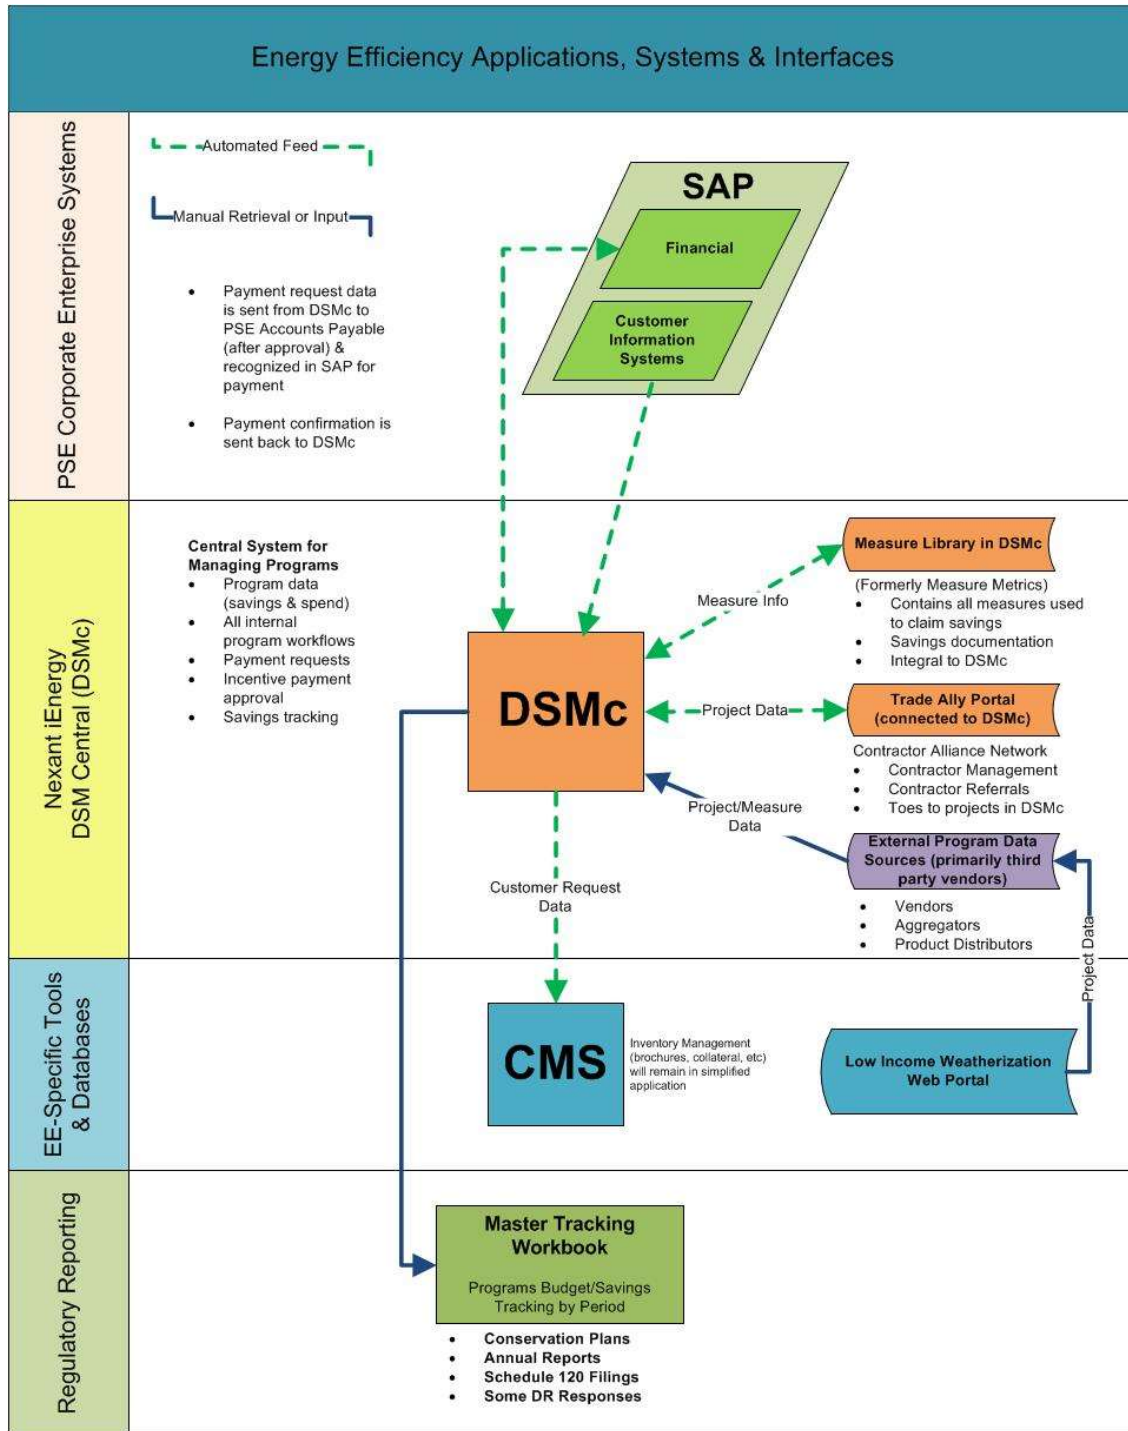 Energy Efficiency Applications, Systems & Interfaces
PSE Corporate Enterprise Systems
Automated Feed
Manual Retrieval or Input
• Payment request data
is sent from DSMc to
PSE Accounts Payable
(after approval) &
recognized in SAP for
payment
• Payment confirmation is
sent back to DSMc
SAP
Financial
Customer
Information
Systems
Nexant iEnergy
DSM Central (DSMc)
Central System for
Managing Programs
• Program data
(savings & spend)
• All internal
program workflows
• Payment requests
• Incentive payment
approval
• Savings tracking
DSMc
Measure Info
Measure Library in DSMc
(Formerly Measure Metrics)
• Contains all measures used
to claim savings
• Savings documentation
• Integral to DSMc
Project Data
Trade Ally Portal
(connected to DSMc)
Contractor Alliance Network
• Contractor Management
• Contractor Referrals
• Toes to projects in DSMc
Project/Measure
Data
External Program Data
Sources (primarily third
party vendors)
• Vendors
• Aggregators
• Product Distributors
Customer Request
Data
Project Data
EE-Specific Tools
& Databases
CMS
Inventory Management
(brochures, collateral, etc)
will remain in simplified
application
Low Income Weatherization
Web Portal
Regulatory Reporting
Master Tracking
Workbook
Programs Budget/Savings
Tracking by Period
• Conservation Plans
• Annual Reports
• Schedule 120 Filings
• Some DR Responses